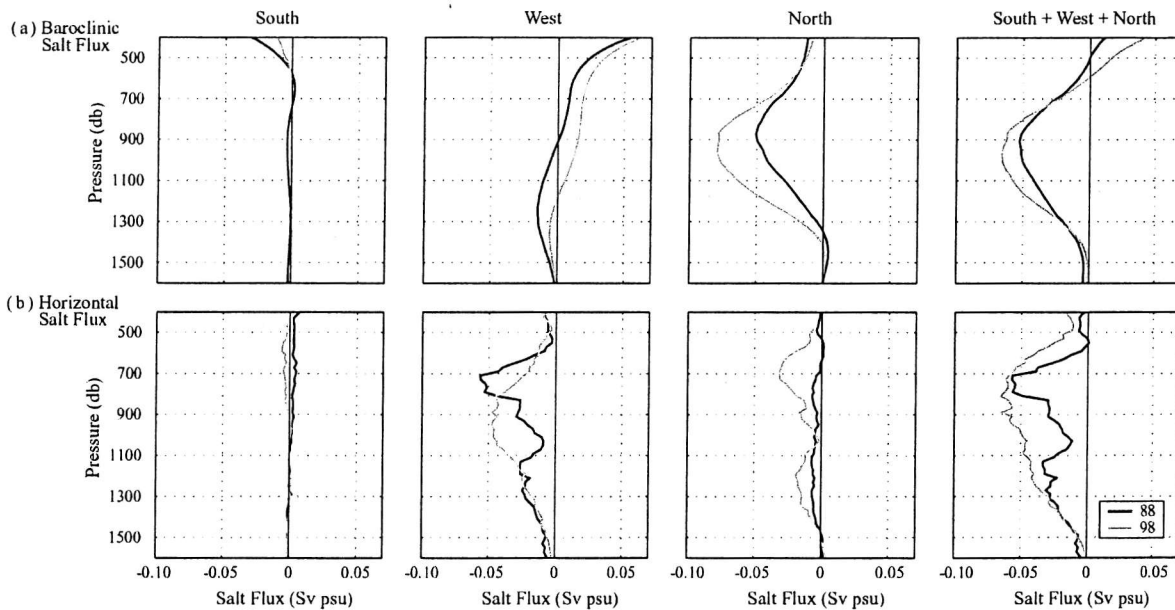 South West North South + West + North
(a) Baroclinic
Salt Flux
500
700
900
1100
1300
1500
Pressure (db)
(b) Horizontal
Salt Flux
500
700
900
1100
1300
1500
Pressure (db)
88
98
-0.10 -0.05 0 0.05 -0.10 -0.05 0 0.05 -0.10 -0.05 0 0.05 -0.10 -0.05 0 0.05
Salt Flux (Sv psu) Salt Flux (Sv psu) Salt Flux (Sv psu) Salt Flux (Sv psu)